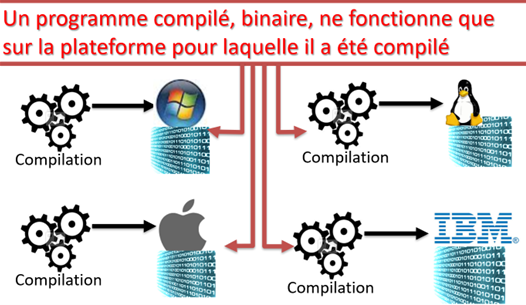 Un programme compilé, binaire, ne fonctionne que
sur la plateforme pour laquelle il a été compilé
Compilation
Compilation
Compilation
IBM®
Compilation